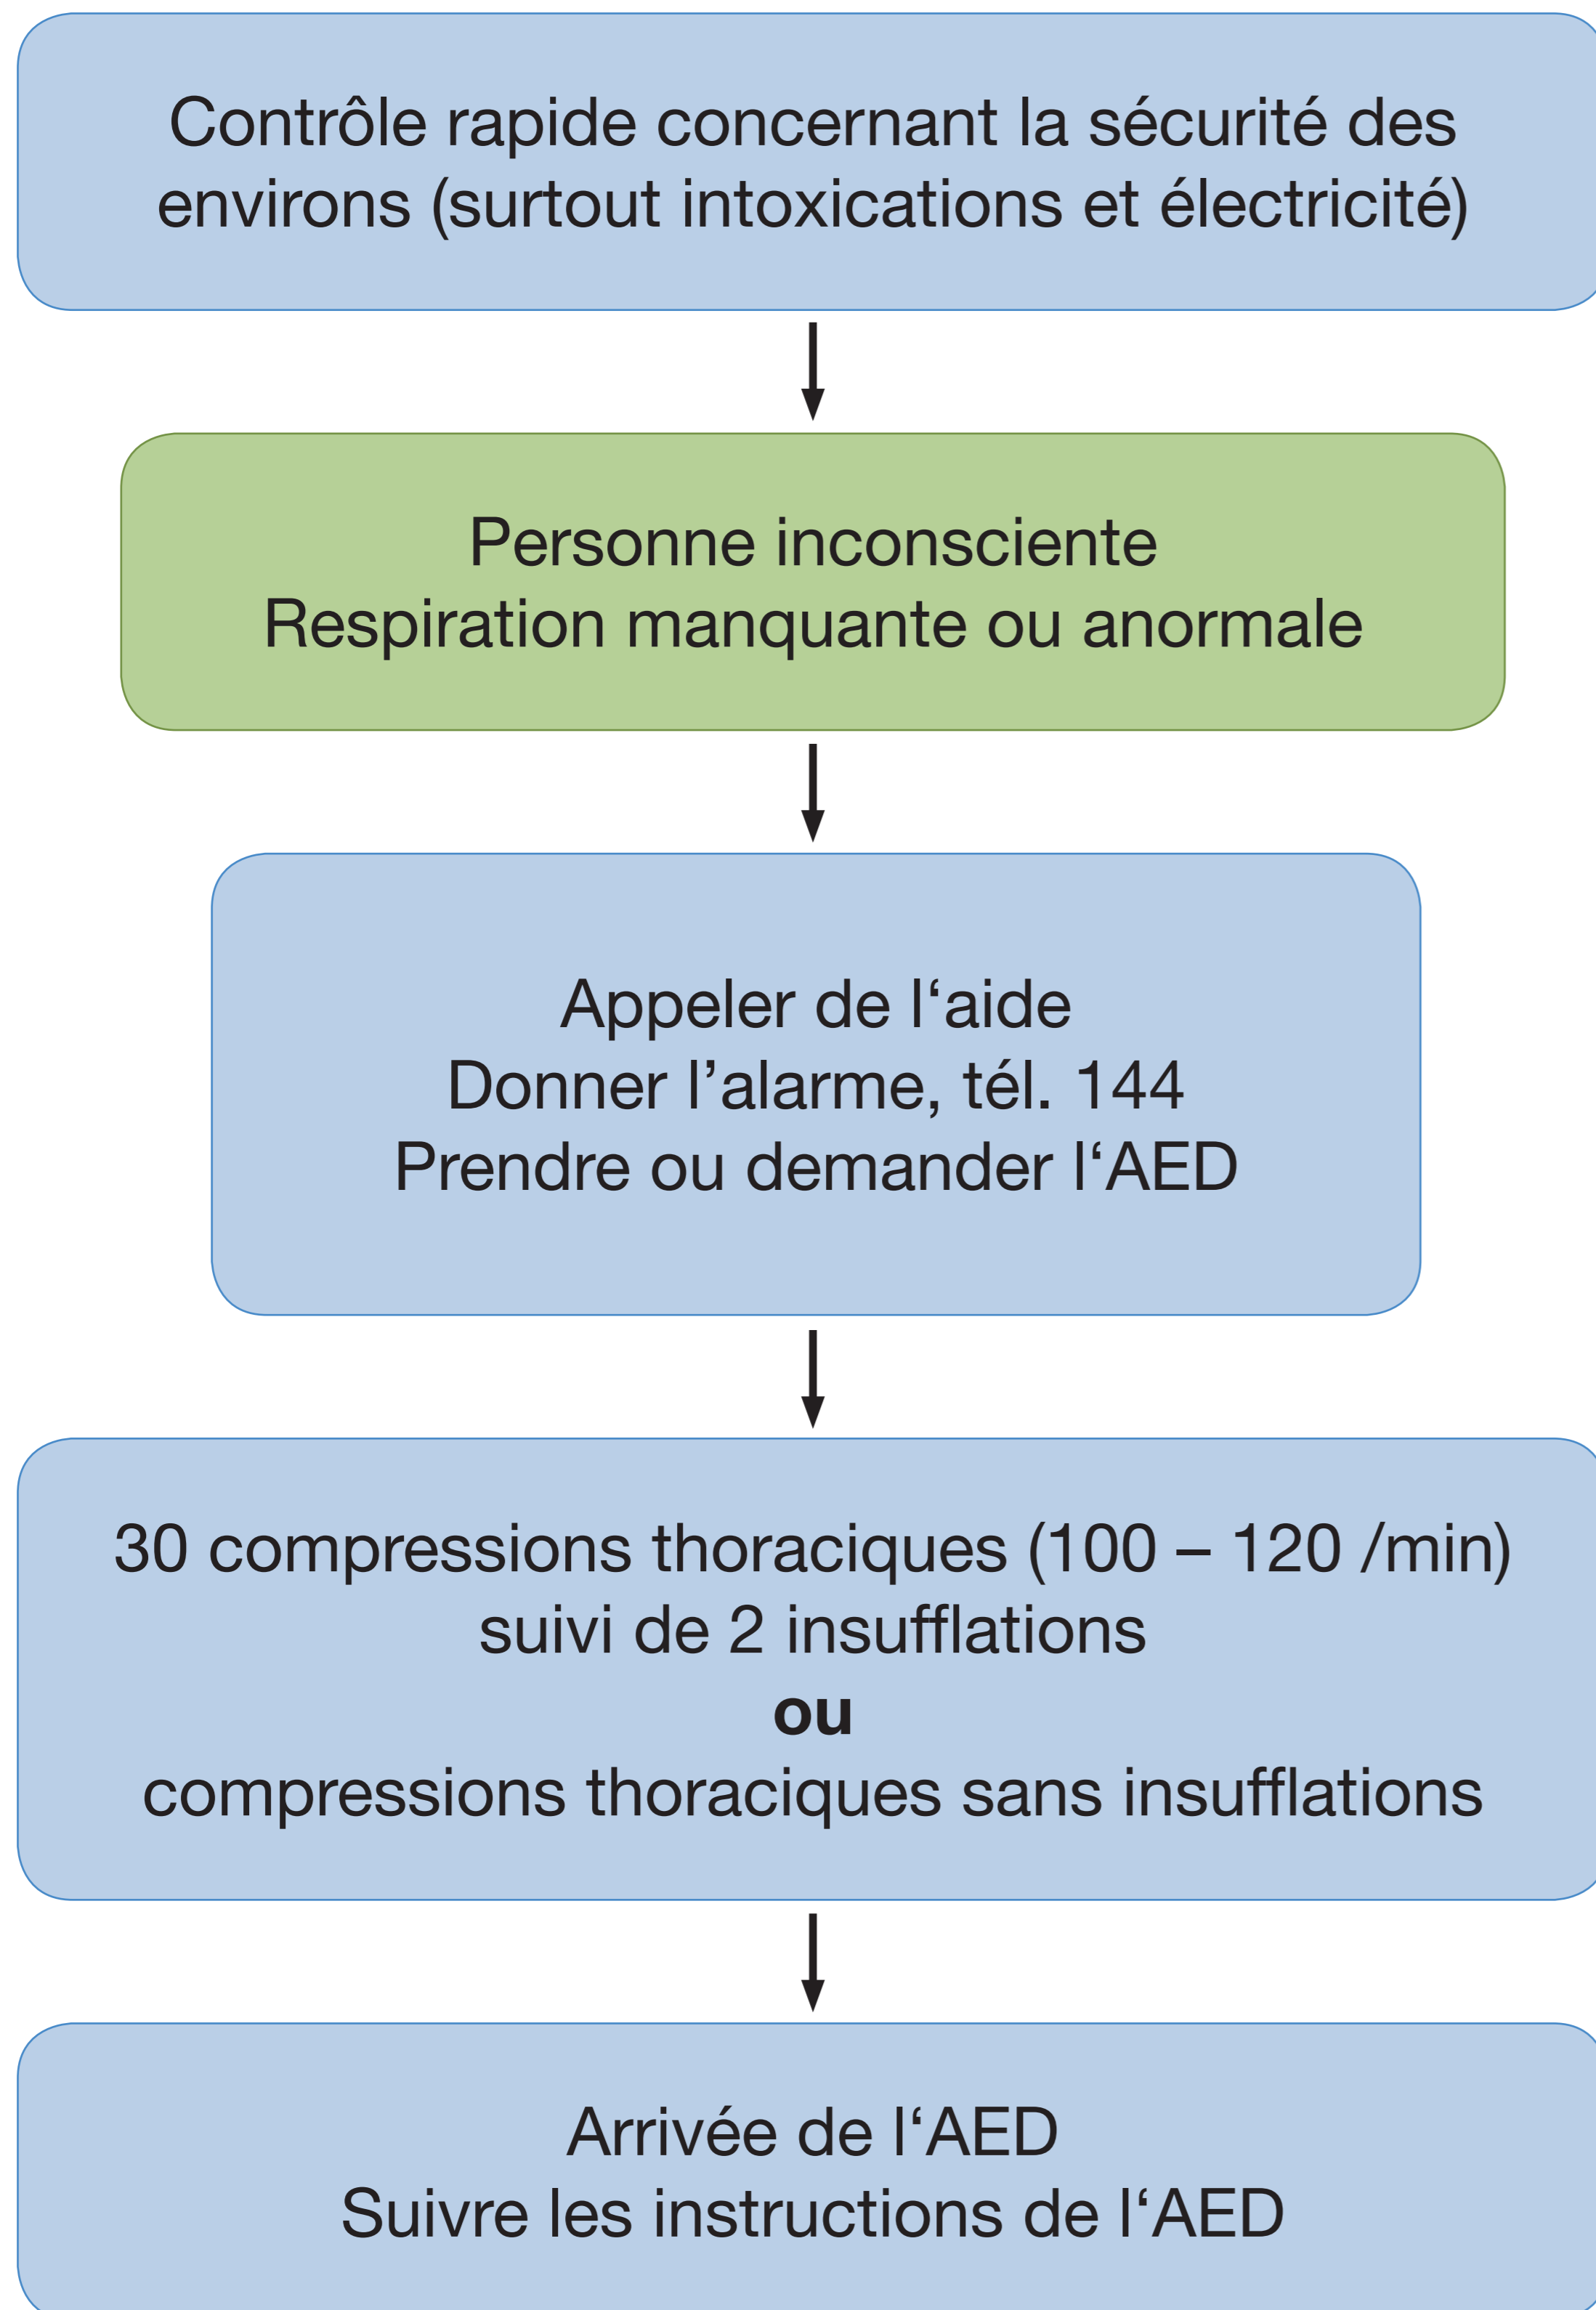 Contrôle rapide concernant la sécurité des
environs (surtout intoxications et électricité)
Personne inconsciente
Respiration manquante ou anormale
Appeler de l‘aide
Donner l’alarme, tél. 144
Prendre ou demander l‘AED
30 compressions thoraciques (100 – 120 /min)
suivi de 2 insufflations
ou
compressions thoraciques sans insufflations
Arrivée de l‘AED
Suivre les instructions de l‘AED